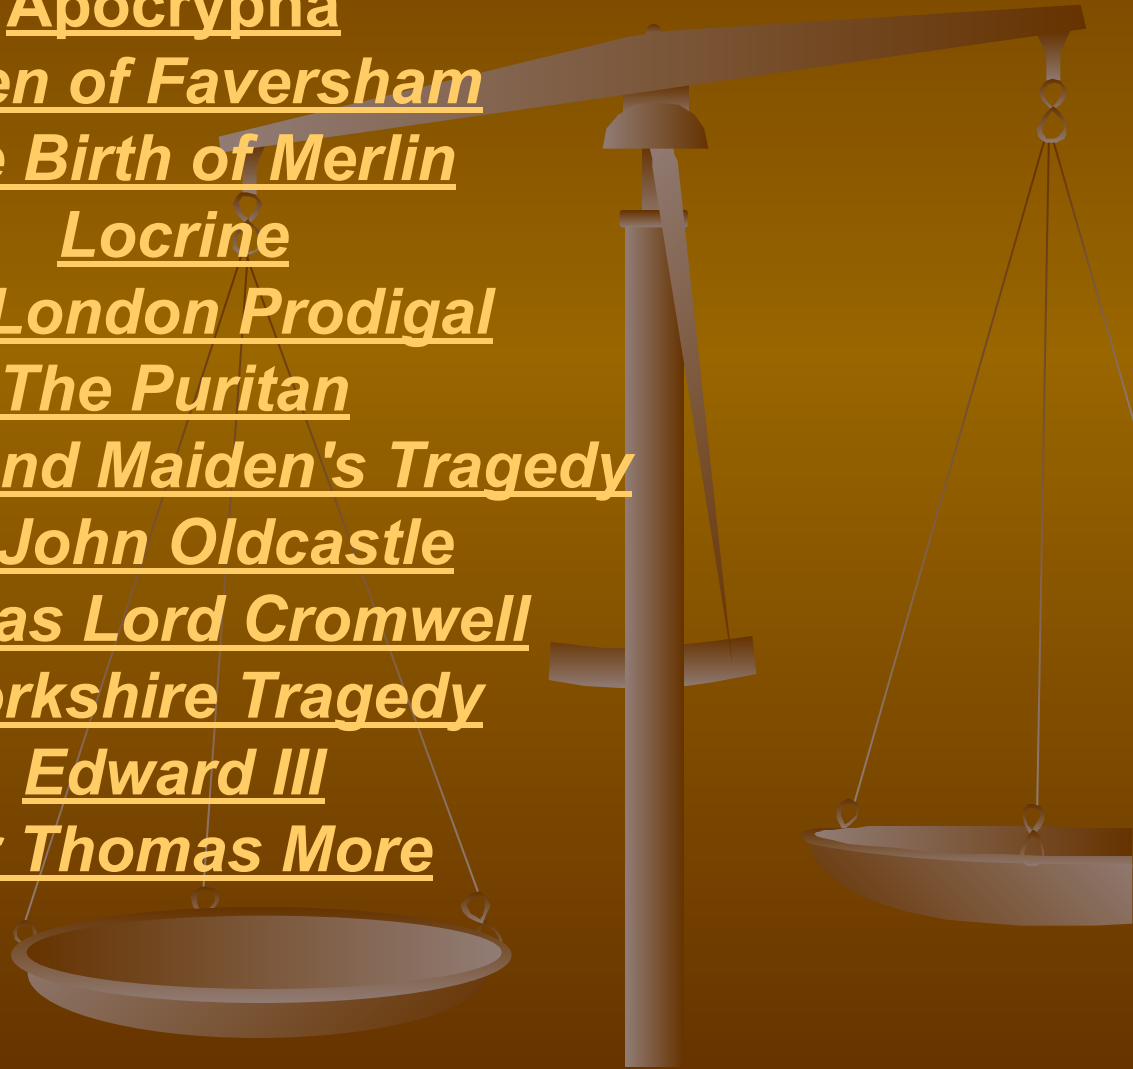 Apocrypha
en of Faversham
e Birth of Merlin
Locrine
London Prodigal
The Puritan
nd Maiden's Tragedy
John Oldcastle
as Lord Cromwell
orkshire Tragedy
Edward III
r Thomas More